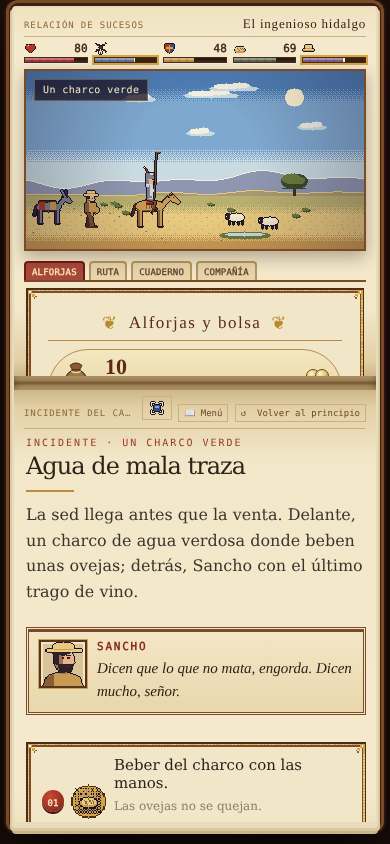 RELACIÓN DE SUCESOS
El ingenioso hidalgo
80
48
69
Un charco verde
ALFORJAS
RUTA
CUADERNO
COMPAÑÍA
Alforjas y bolsa
10
INCIDENTE DEL CA…
Menú
Volver al principio
INCIDENTE · UN CHARCO VERDE
Agua de mala traza
La sed llega antes que la venta. Delante,
un charco de agua verdosa donde beben
unas ovejas; detrás, Sancho con el último
trago de vino.
SANCHO
Dicen que lo que no mata, engorda. Dicen
mucho, señor.
01
Beber del charco con las
manos.
Las ovejas no se quejan.